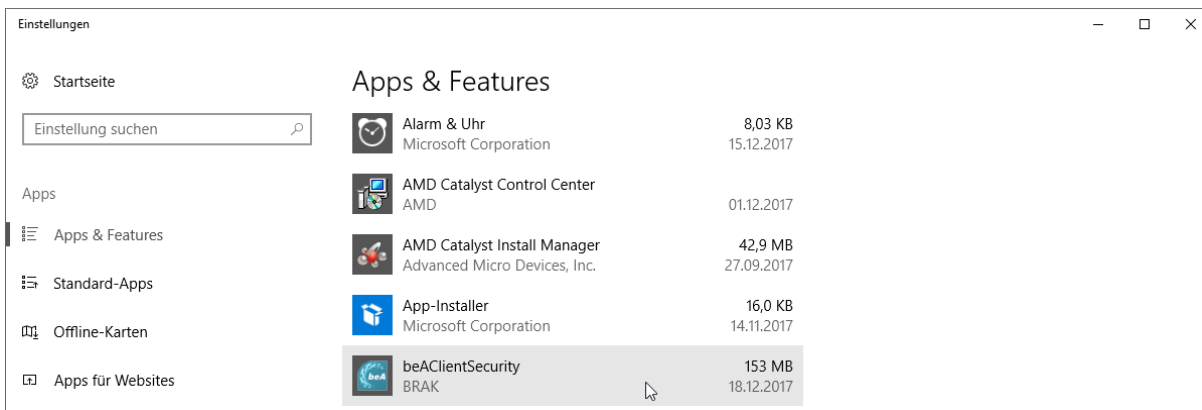 Einstellungen
Startseite
Einstellung suchen
Apps
Apps & Features
Standard-Apps
Offline-Karten
Apps für Websites
Apps & Features
Alarm & Uhr 8,03 KB
Microsoft Corporation 15.12.2017
AMD Catalyst Control Center
AMD 01.12.2017
AMD Catalyst Install Manager 42,9 MB
Advanced Micro Devices, Inc. 27.09.2017
App-Installer 16,0 KB
Microsoft Corporation 14.11.2017
beAClientSecurity 153 MB
beA
BRAK 18.12.2017